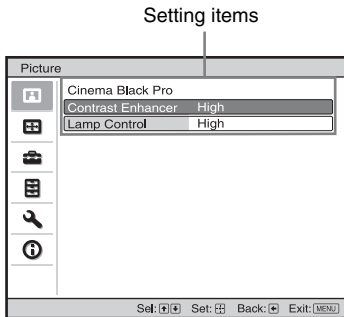 Setting items
Picture
Cinema Black Pro
Contrast Enhancer High
Lamp Control High
Sel: Set: Back: Exit: MENU